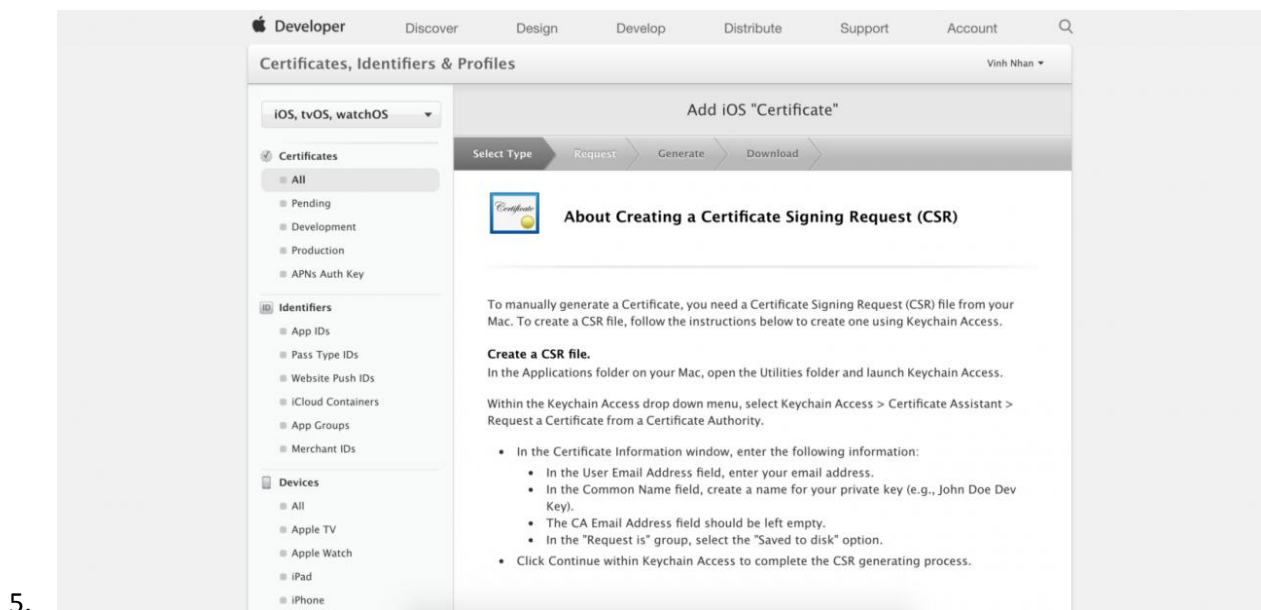 Developer Discover Design Develop Distribute Support Account
Certificates, Identifiers & Profiles Vinh Nhan
iOS, tvOS, watchOS
Certificates
All
Pending
Development
Production
APNs Auth Key
ID Identifiers
App IDs
Pass Type IDs
Website Push IDs
iCloud Containers
App Groups
Merchant IDs
Devices
All
Apple TV
Apple Watch
iPad
iPhone
Add iOS "Certificate"
Select Type Request Generate Download
Certificate
About Creating a Certificate Signing Request (CSR)
To manually generate a Certificate, you need a Certificate Signing Request (CSR) file from your
Mac. To create a CSR file, follow the instructions below to create one using Keychain Access.
Create a CSR file.
In the Applications folder on your Mac, open the Utilities folder and launch Keychain Access.
Within the Keychain Access drop down menu, select Keychain Access > Certificate Assistant >
Request a Certificate from a Certificate Authority.
• In the Certificate Information window, enter the following information:
• In the User Email Address field, enter your email address.
• In the Common Name field, create a name for your private key (e.g., John Doe Dev
Key).
• The CA Email Address field should be left empty.
• In the "Request is" group, select the "Saved to disk" option.
• Click Continue within Keychain Access to complete the CSR generating process.
5.